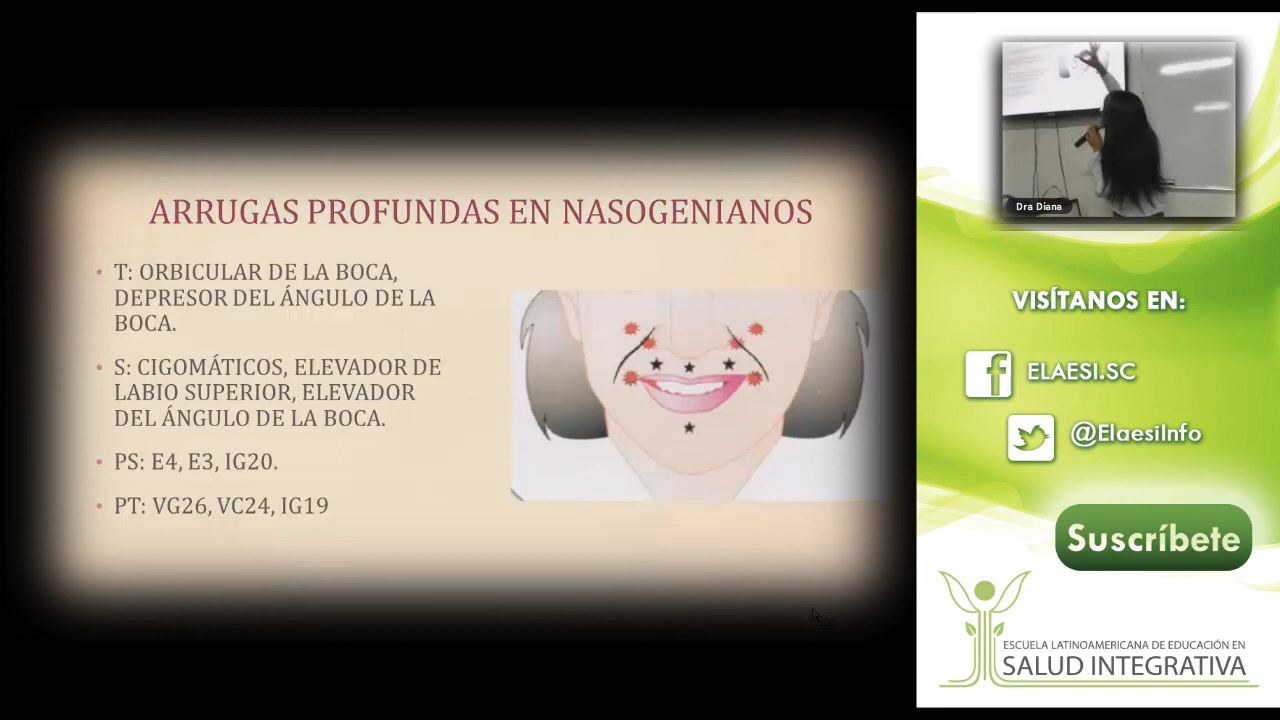 ARRUGAS PROFUNDAS EN NASOGENIANOS
• T: ORBICULAR DE LA BOCA,
DEPRESOR DEL ÁNGULO DE LA
BOCA.
• S: CIGOMÁTICOS, ELEVADOR DE
LABIO SUPERIOR, ELEVADOR
DEL ÁNGULO DE LA BOCA.
• PS: E4, E3, IG20.
• PT: VG26, VC24, IG19
Dra Diana
VISÍTANOS EN:
ELAESI.SC
@ElaesiInfo
Suscríbete
ESCUELA LATINOAMERICANA DE EDUCACIÓN EN
SALUD INTEGRATIVA